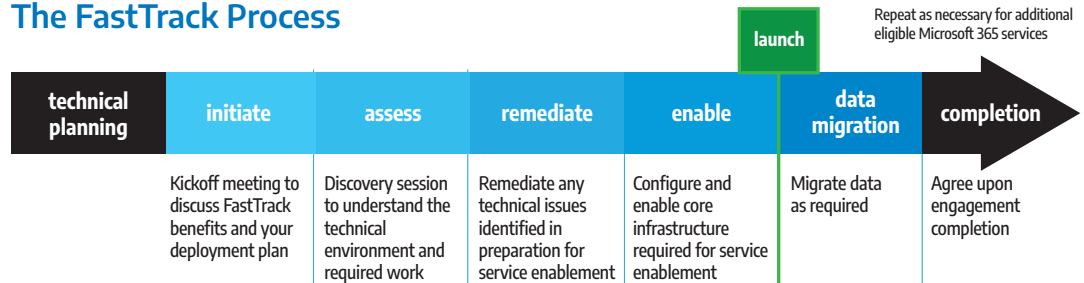 The FastTrack Process
Repeat as necessary for additional
eligible Microsoft 365 services
launch
technical
planning
initiate
assess
remediate
enable
data
migration
completion
Kickoff meeting to
discuss FastTrack
benefits and your
deployment plan
Discovery session
to understand the
technical
environment and
required work
Remediate any
technical issues
identified in
preparation for
service enablement
Configure and
enable core
infrastructure
required for service
enablement
Migrate data
as required
Agree upon
engagement
completion